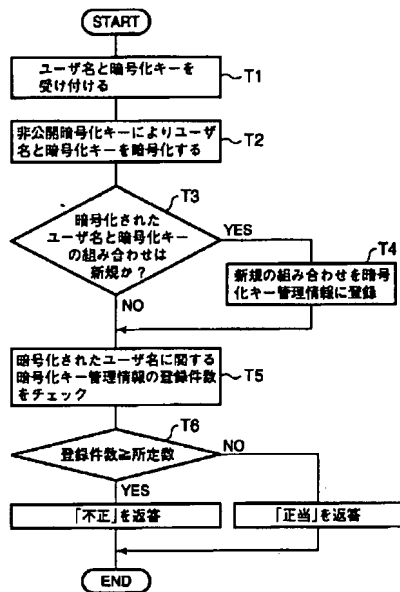 START
ユーザ名と暗号化キーを
受け付ける
T1
非公開暗号化キーによりユーザ
名と暗号化キーを暗号化する
T2
T3
暗号化された
ユーザ名と暗号化キー
の組み合わせは
新規か？
YES
T4
新規の組み合わせを暗号
化キー管理情報に登録
NO
暗号化されたユーザ名に関する
暗号化キー管理情報の登録件数
をチェック
T5
T6
登録件数≧所定数
NO
YES
「不正」を返答
「正当」を返答
END